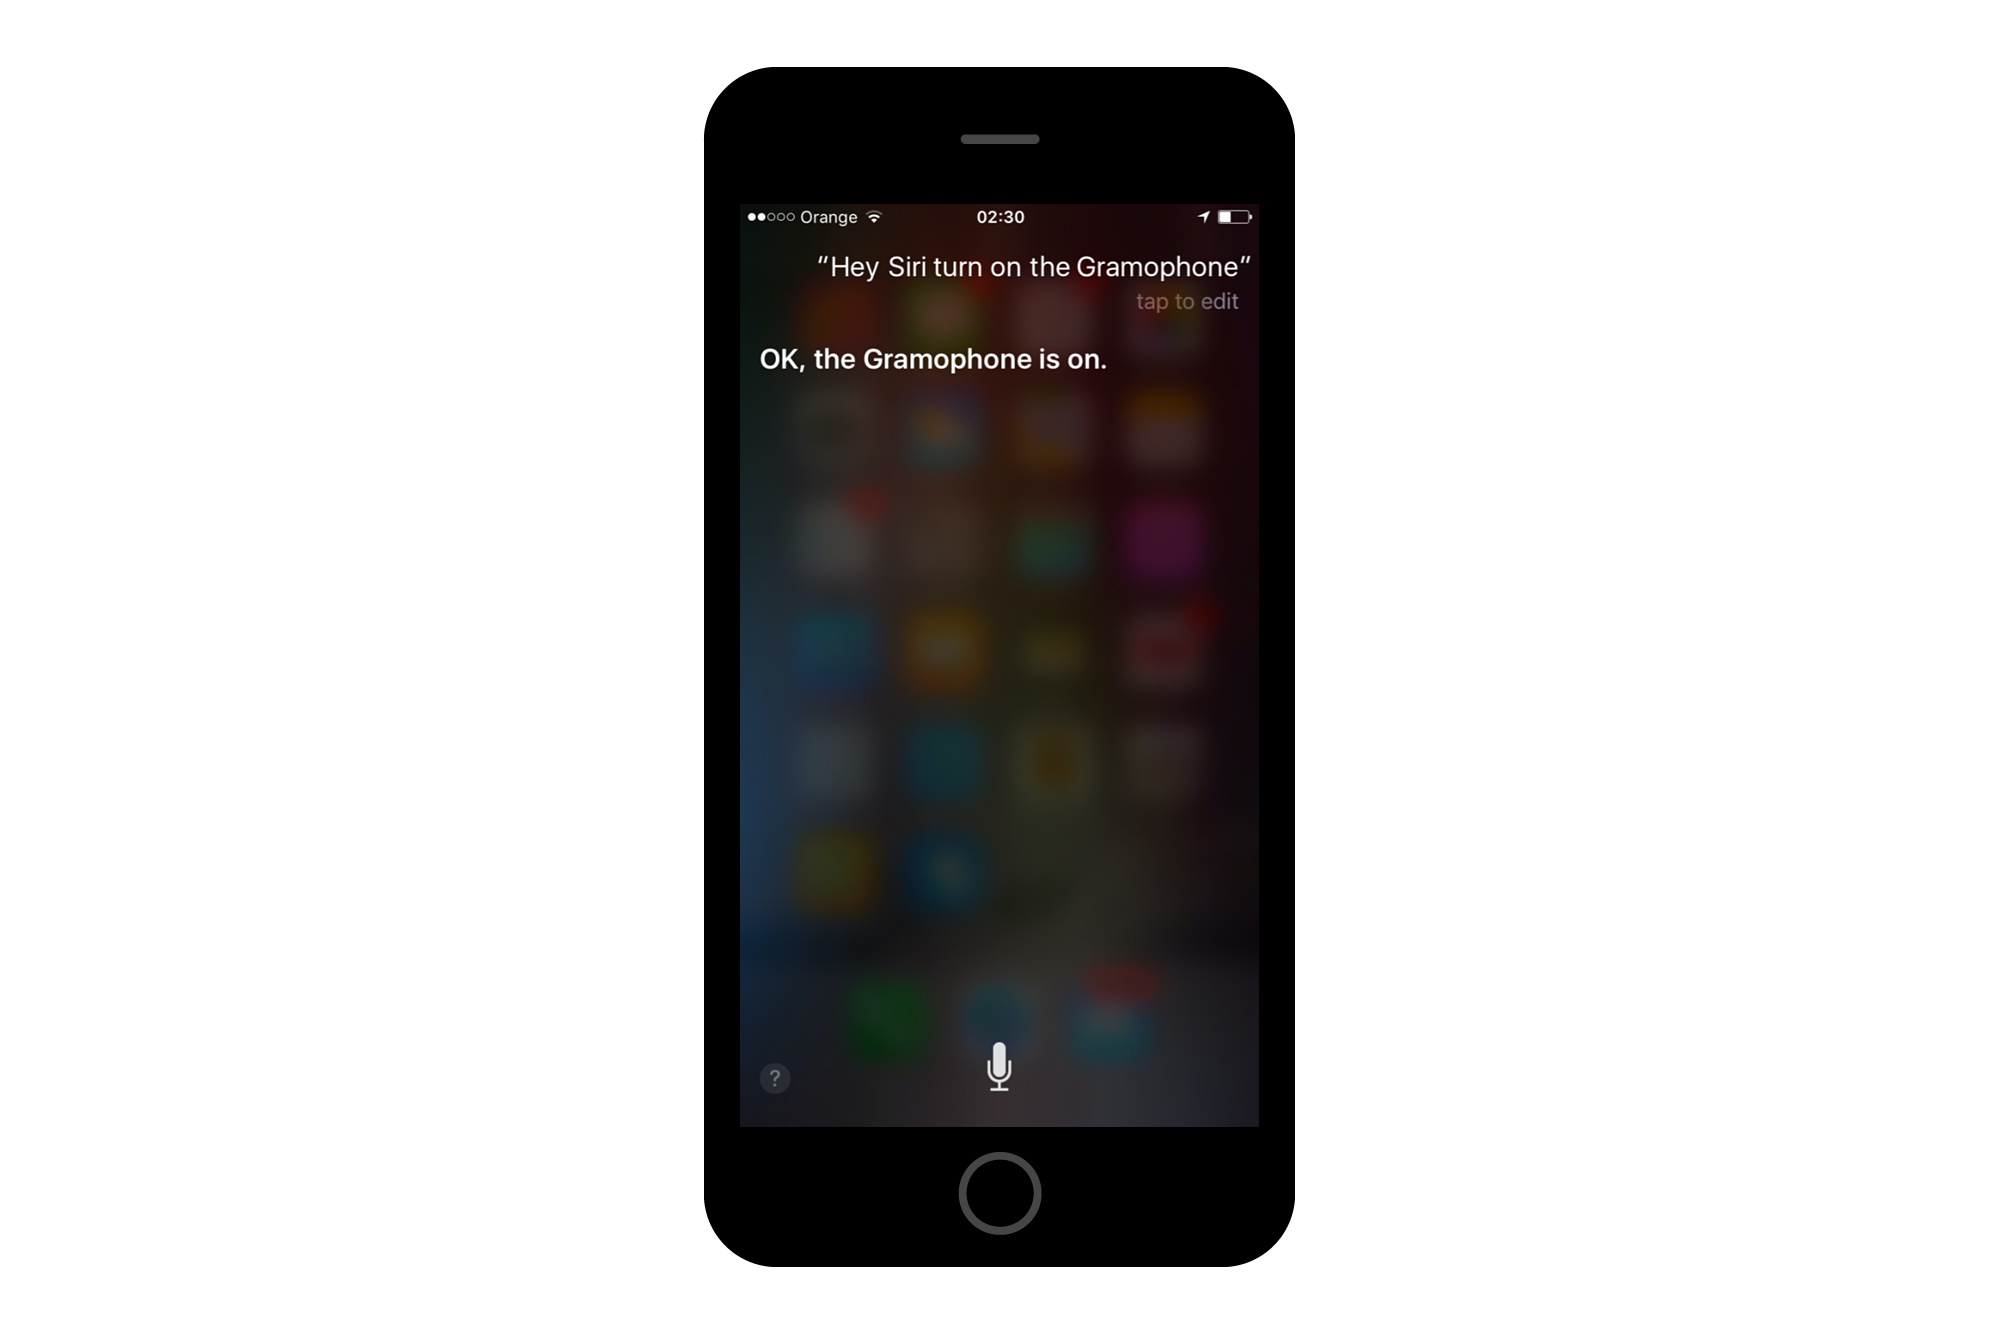 Orange 02:30
"Hey Siri turn on the Gramophone"
tap to edit
OK, the Gramophone is on.
?